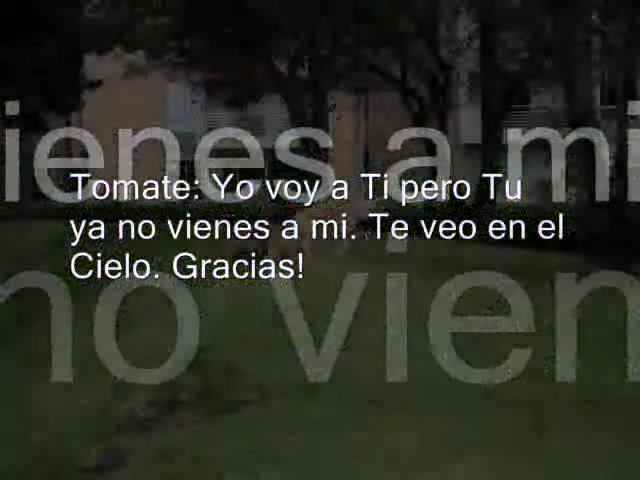 ienes a mi
Tomate: Yo voy a Ti pero Tu
ya no vienes a mi. Te veo en el
Cielo. Gracias!
no vien